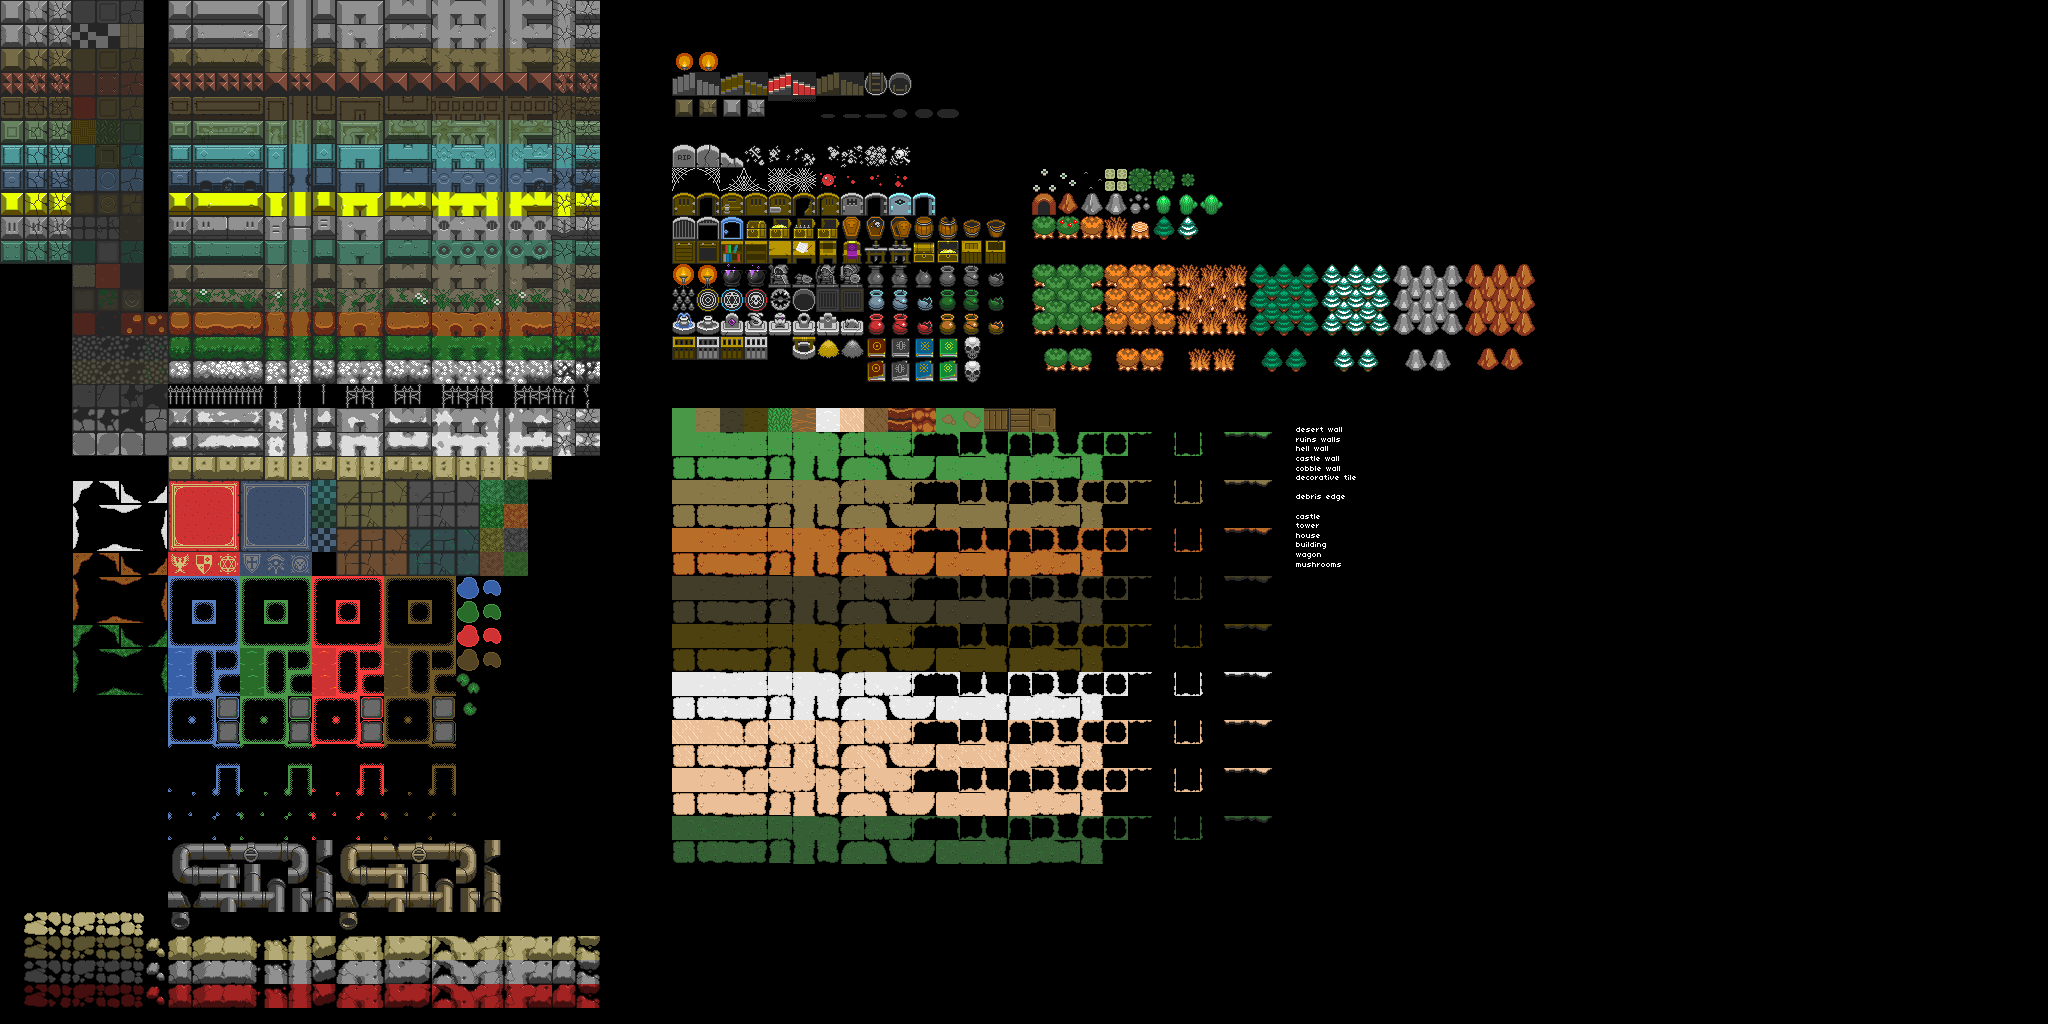 RIP
desert wall
ruins walls
hell wall
castle wall
cobble wall
decorative tile
debris edge
castle
tower
house
building
wagon
mushrooms